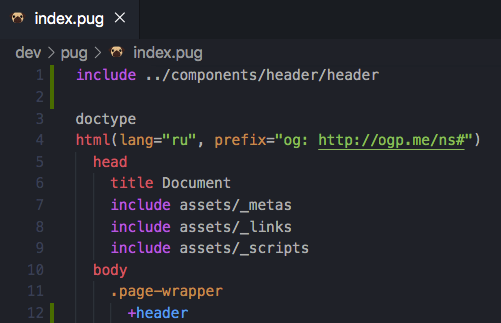 index.pug ×
dev > pug > index.pug
1 include ../components/header/header
2
3 doctype
4 html(lang="ru", prefix="og: http://ogp.me/ns#")
5 head
6 title Document
7 include assets/_metas
8 include assets/_links
9 include assets/_scripts
10 body
11 .page-wrapper
12 +header